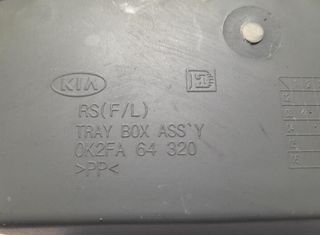 KIA
RS(F/L)
TRAY BOX ASS'Y
0K2FA 64 320
>PP<